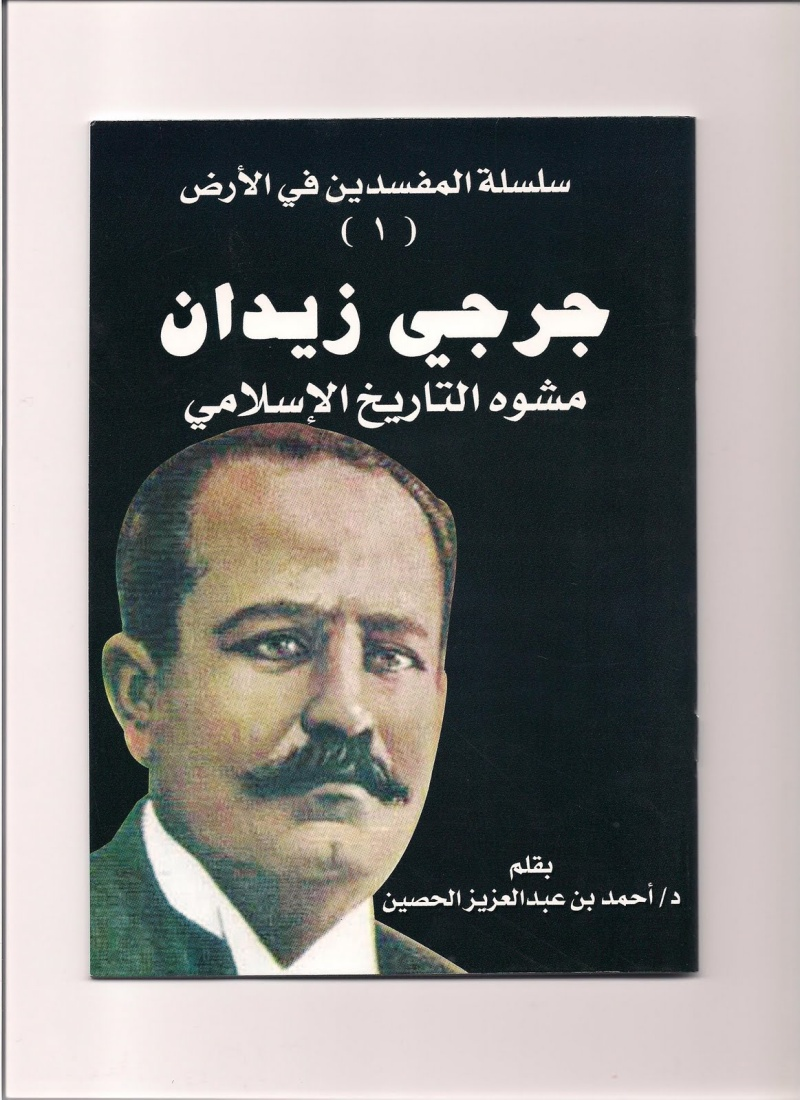 سلسلة المفسدين في الأرض
( ١ )
جرجي زيدان
مشوه التاريخ الإسلامي
بقلم
د/ أحمد بن عبدالعزيز الحصين